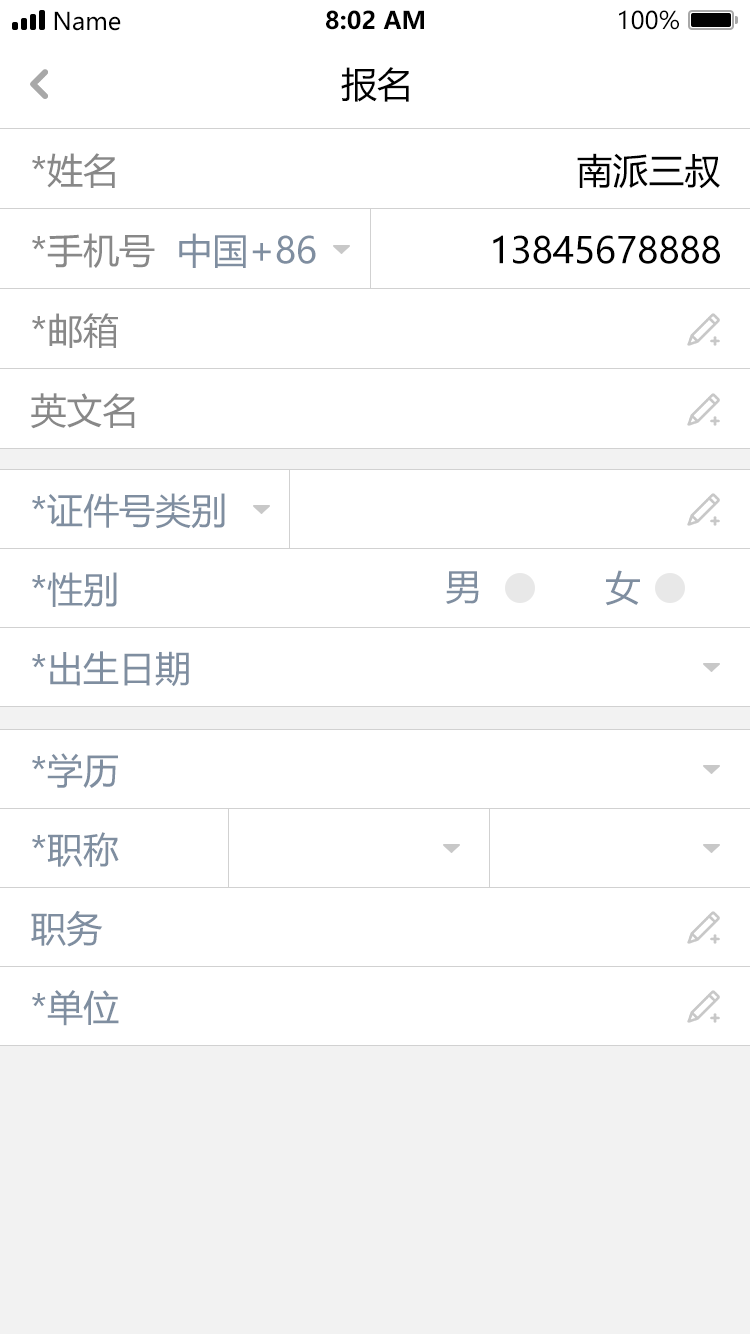 Name 8:02 AM 100%
报名
*姓名 南派三叔
*手机号 中国+86 13845678888
*邮箱
英文名
*证件号类别
*性别 男 女
*出生日期
*学历
*职称
职务
*单位